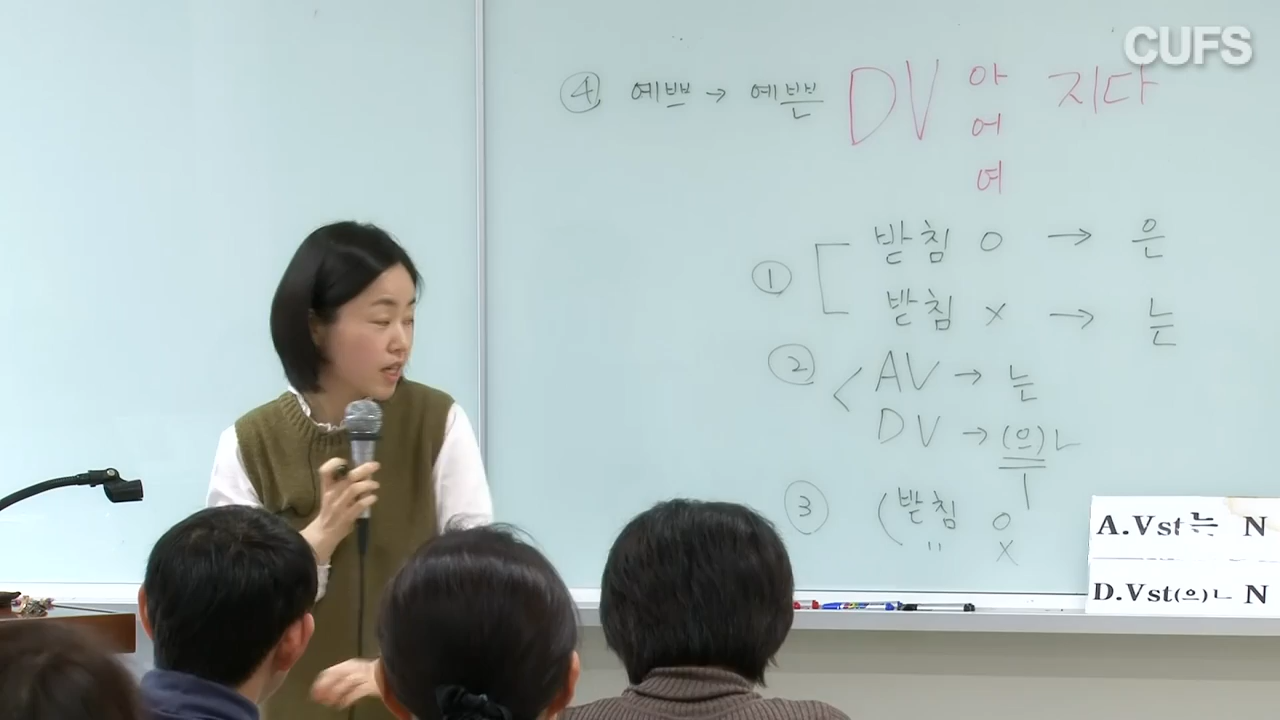 CUFS
④ 예쁘 → 예쁜 DV 아 지다
어
여
① 받침 O → 은
받침 X → 는
② AV → 는
DV → (으)ㄴ
③ (받침 O
" X
A.Vst는 N
D.Vst(으)ㄴ N